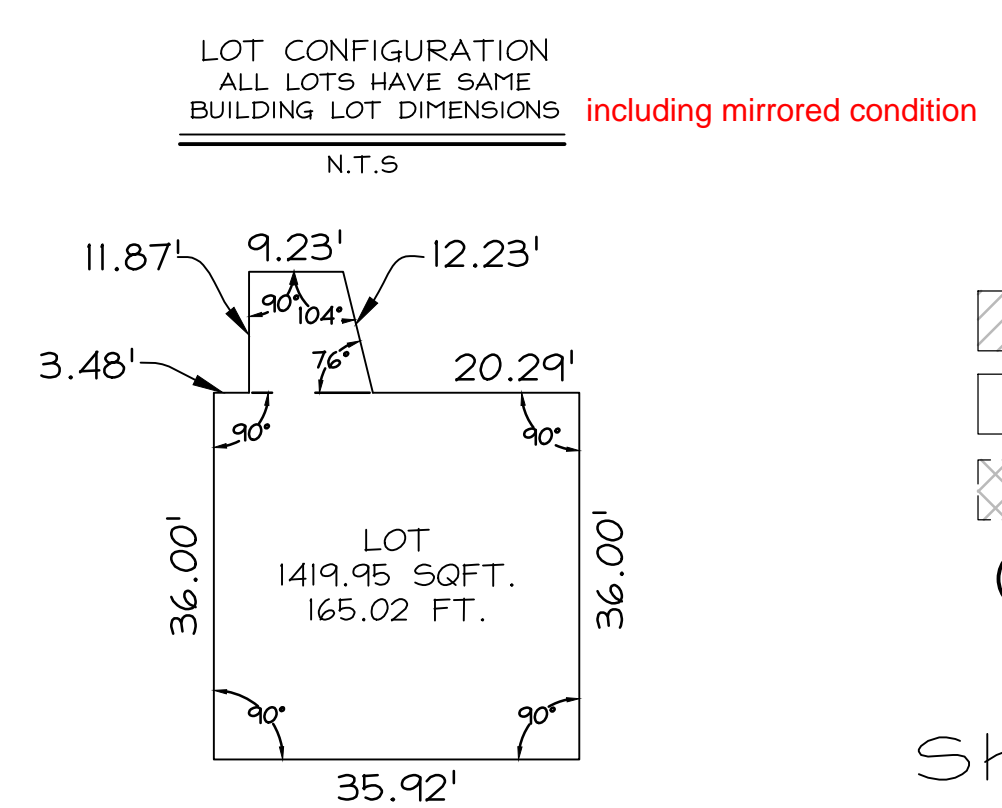 LOT CONFIGURATION
ALL LOTS HAVE SAME
BUILDING LOT DIMENSIONS including mirrored condition
N.T.S
11.87' 9.23' 12.23'
90° 104°
3.48' 76° 20.29'
90° 90°
36.00' 36.00'
LOT
1419.95 SQFT.
165.02 FT.
90° 90°
35.92'